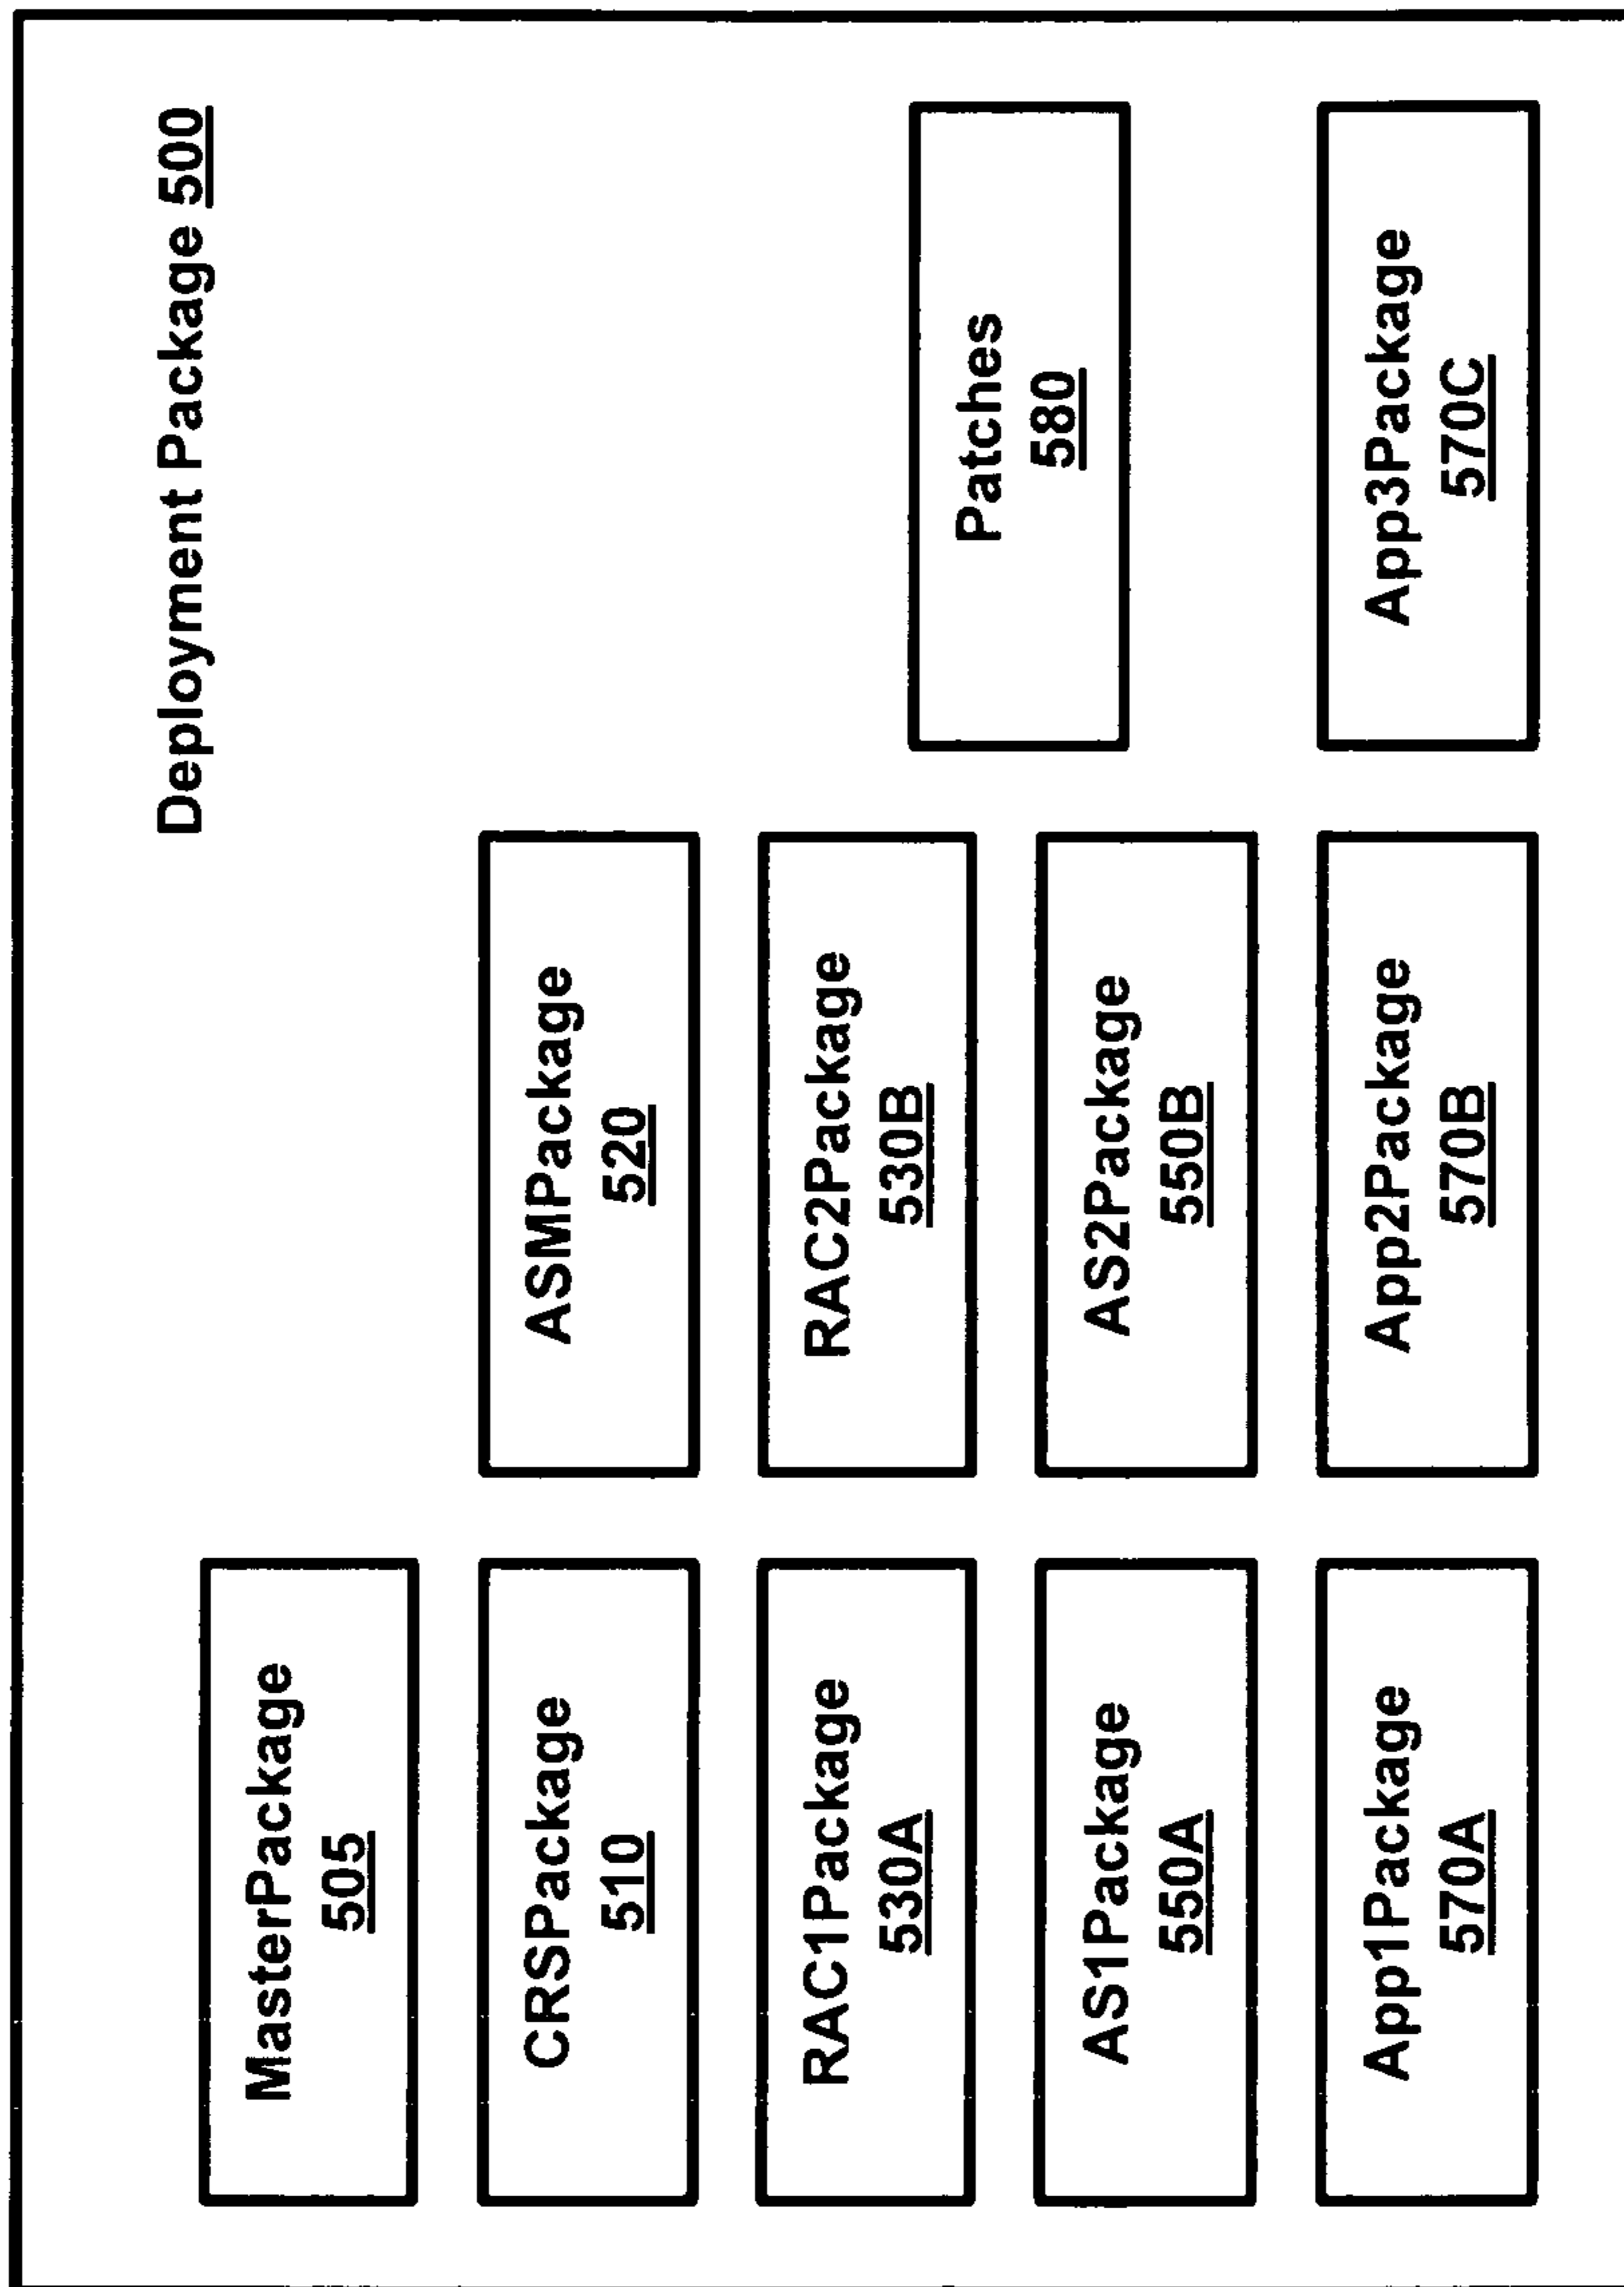 Deployment Package 500
MasterPackage
505
CRSPackage
510
ASMPackage
520
RAC1Package
530A
RAC2Package
530B
AS1Package
550A
AS2Package
550B
Patches
580
App1Package
570A
App2Package
570B
App3Package
570C